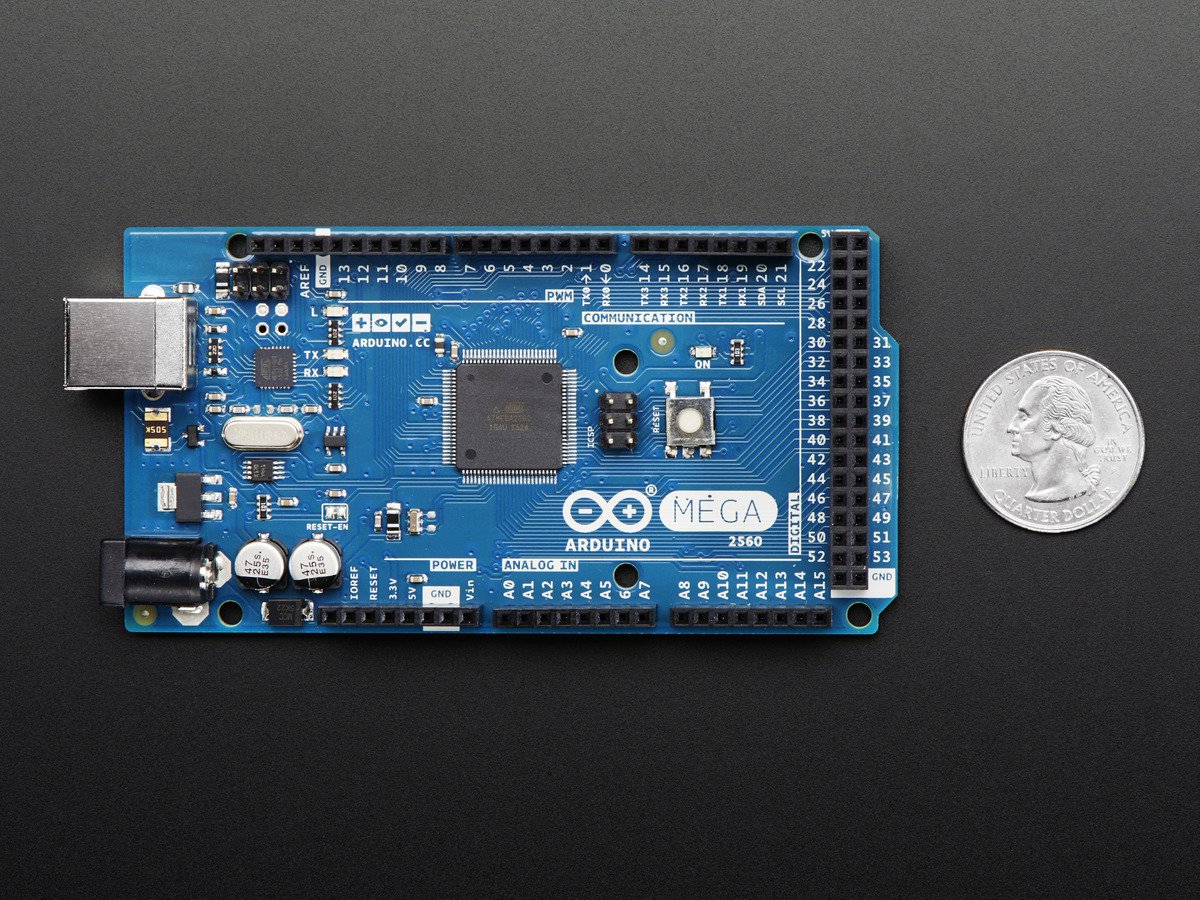 AREF
GND
13
12
11
10
9
8
7
6
5
4
3
2
TX0→1
RX0←0
TX3 14
RX3 15
TX2 16
RX2 17
TX1 18
RX1 19
SDA 20
SCL 21
PWM
COMMUNICATION
L
TX
RX
ARDUINO.CC
ON
ICSP
RESET
22
24
26
28
30 31
32 33
34 35
36 37
38 39
40 41
42 43
44 45
46 47
48 49
50 51
52 53
GND
DIGITAL
ARDUINO
MEGA
2560
®
RESET-EN
47
25S.
E35
47
25S.
E35
POWER
ANALOG IN
IOREF
RESET
3.3V
5V
GND
Vin
A0
A1
A2
A3
A4
A5
A7
A8
A9
A10
A11
A12
A13
A14
A15
UNITED STATES OF AMERICA
LIBERTY
IN
GOD WE
TRUST
P
QUARTER DOLLAR